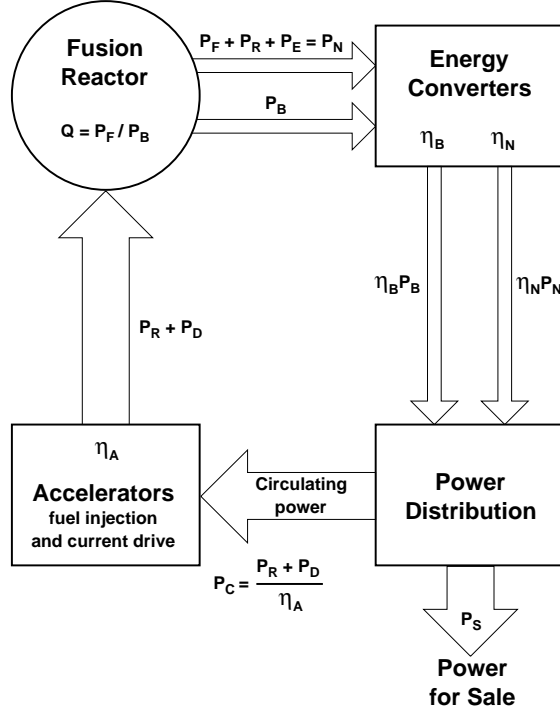 Fusion
Reactor
Q = P_F / P_B
P_F + P_R + P_E = P_N
P_B
Energy
Converters
η_B η_N
η_B P_B
η_N P_N
P_R + P_D
η_A
Accelerators
fuel injection
and current drive
Circulating
power
P_C = (P_R + P_D) / η_A
Power
Distribution
P_S
Power
for Sale